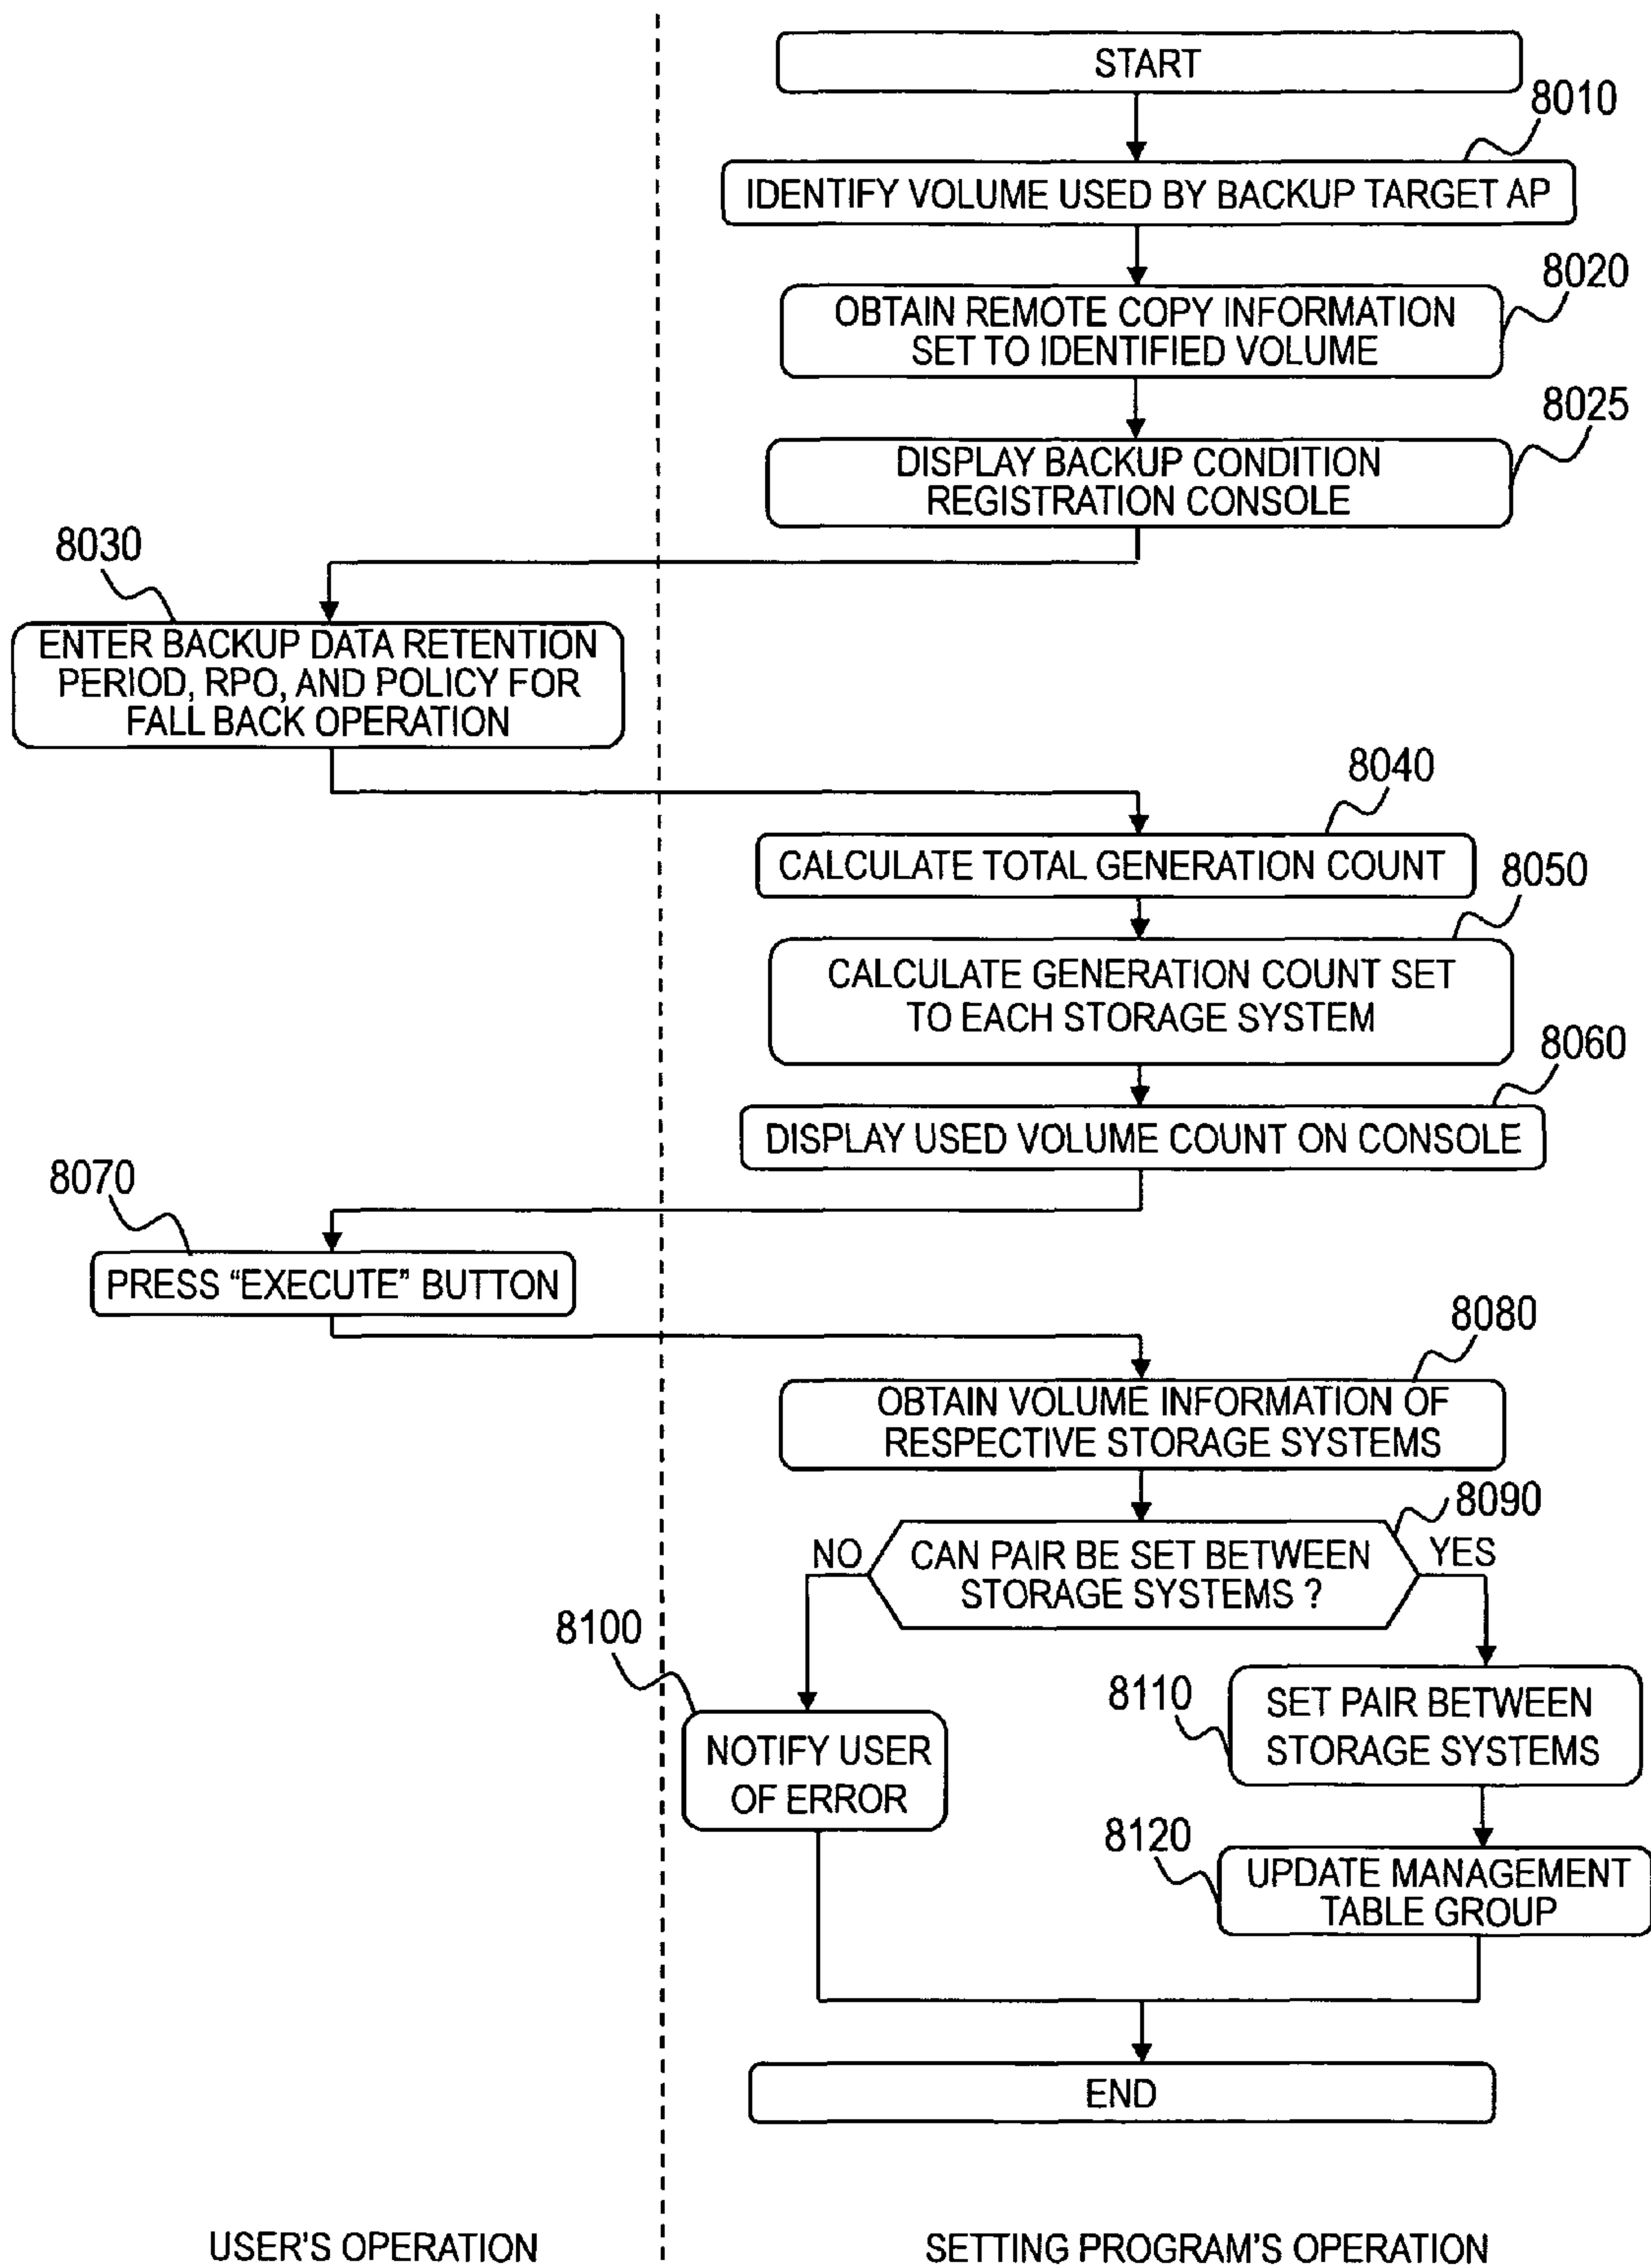 START
8010
IDENTIFY VOLUME USED BY BACKUP TARGET AP
8020
OBTAIN REMOTE COPY INFORMATION
SET TO IDENTIFIED VOLUME
8025
DISPLAY BACKUP CONDITION
REGISTRATION CONSOLE
8030
ENTER BACKUP DATA RETENTION
PERIOD, RPO, AND POLICY FOR
FALL BACK OPERATION
8040
CALCULATE TOTAL GENERATION COUNT
8050
CALCULATE GENERATION COUNT SET
TO EACH STORAGE SYSTEM
8060
DISPLAY USED VOLUME COUNT ON CONSOLE
8070
PRESS “EXECUTE” BUTTON
8080
OBTAIN VOLUME INFORMATION OF
RESPECTIVE STORAGE SYSTEMS
8090
NO
CAN PAIR BE SET BETWEEN
STORAGE SYSTEMS ?
YES
8100
NOTIFY USER
OF ERROR
8110
SET PAIR BETWEEN
STORAGE SYSTEMS
8120
UPDATE MANAGEMENT
TABLE GROUP
END
USER'S OPERATION
SETTING PROGRAM'S OPERATION